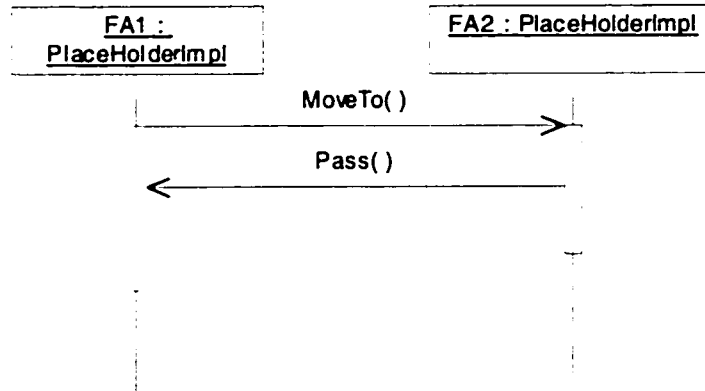 FA1 :
PlaceHolderImpl
FA2 : PlaceHolderImpl
MoveTo( )
Pass( )